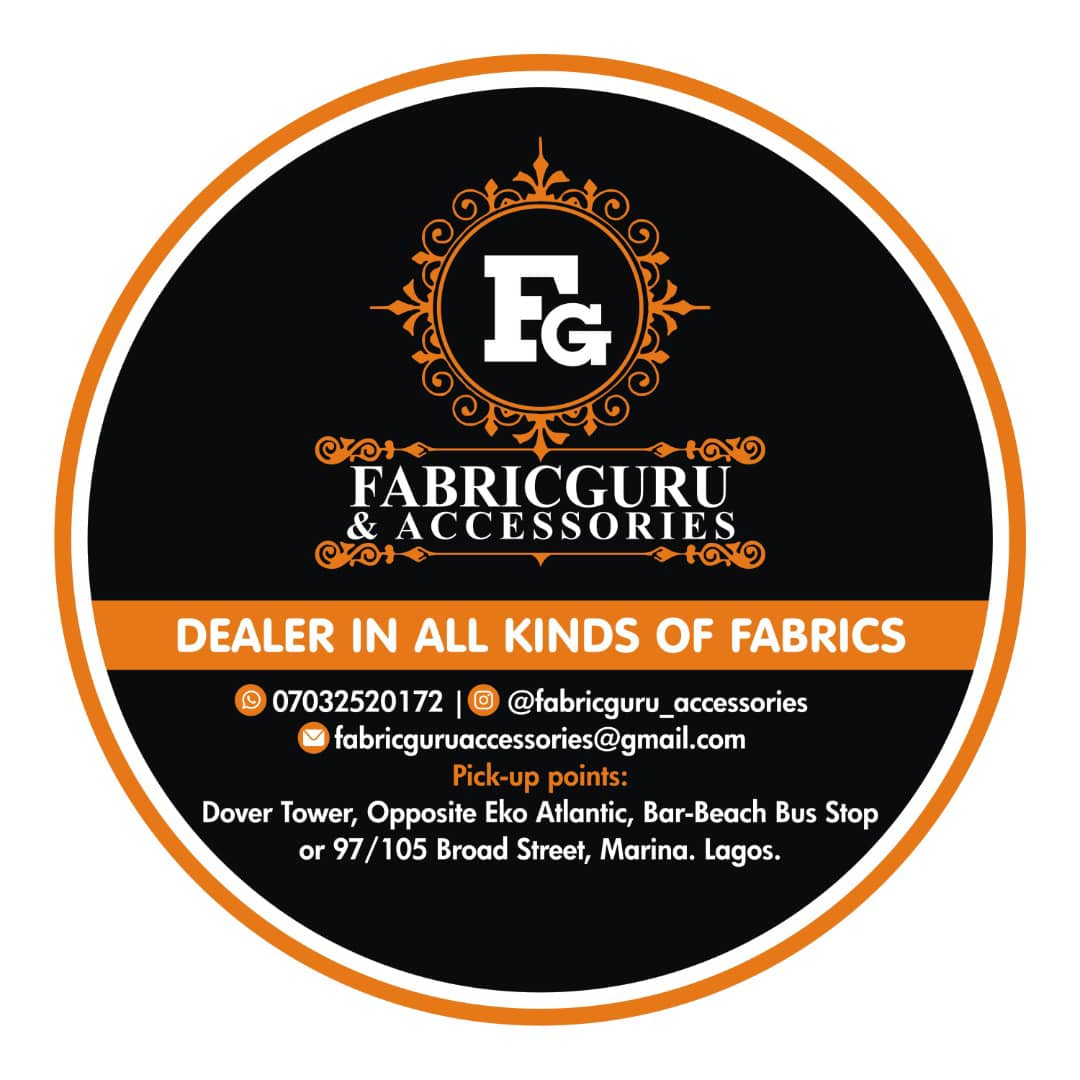 FG
FABRICGURU
& ACCESSORIES
DEALER IN ALL KINDS OF FABRICS
07032520172 | @fabricguru_accessories
fabricguruaccessories@gmail.com
Pick-up points:
Dover Tower, Opposite Eko Atlantic, Bar-Beach Bus Stop
or 97/105 Broad Street, Marina. Lagos.